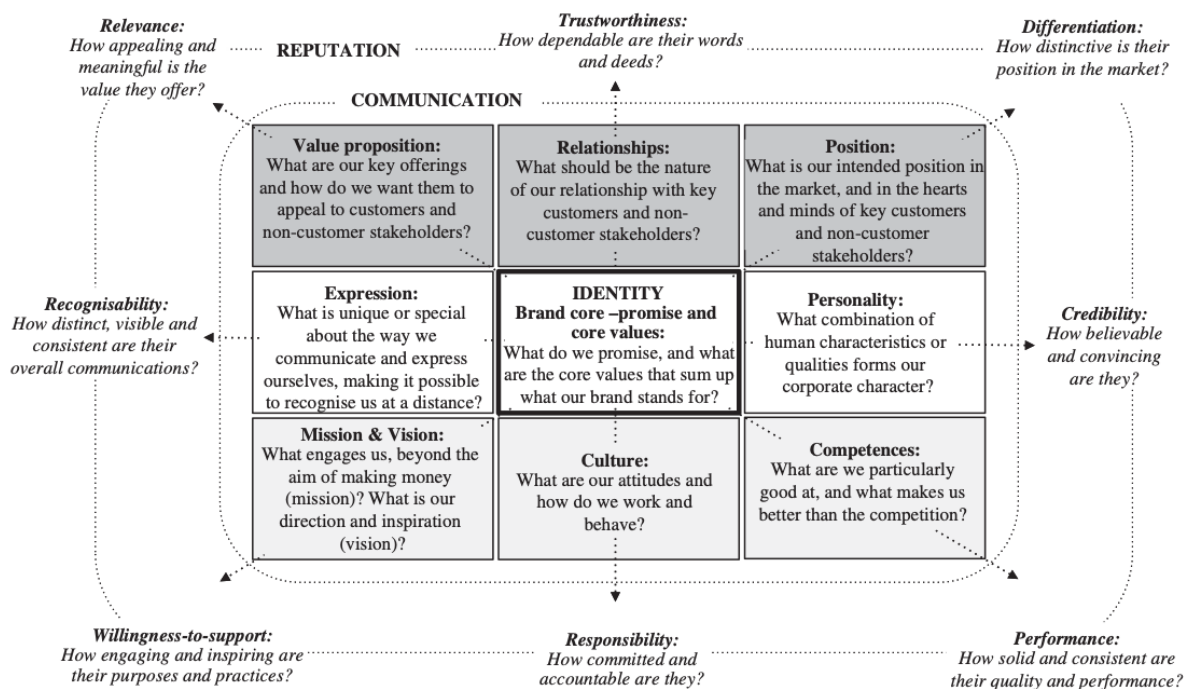 Relevance:
How appealing and
meaningful is the
value they offer?
REPUTATION
Trustworthiness:
How dependable are their words
and deeds?
Differentiation:
How distinctive is their
position in the market?
COMMUNICATION
Value proposition:
What are our key offerings
and how do we want them to
appeal to customers and
non-customer stakeholders?
Relationships:
What should be the nature
of our relationship with key
customers and non-
customer stakeholders?
Position:
What is our intended position in
the market, and in the hearts
and minds of key customers
and non-customer
stakeholders?
Recognisability:
How distinct, visible and
consistent are their
overall communications?
Expression:
What is unique or special
about the way we
communicate and express
ourselves, making it possible
to recognise us at a distance?
IDENTITY
Brand core –promise and
core values:
What do we promise, and what
are the core values that sum up
what our brand stands for?
Personality:
What combination of
human characteristics or
qualities forms our
corporate character?
Credibility:
How believable
and convincing
are they?
Mission & Vision:
What engages us, beyond the
aim of making money
(mission)? What is our
direction and inspiration
(vision)?
Culture:
What are our attitudes and
how do we work and
behave?
Competences:
What are we particularly
good at, and what makes us
better than the competition?
Willingness-to-support:
How engaging and inspiring are
their purposes and practices?
Responsibility:
How committed and
accountable are they?
Performance:
How solid and consistent are
their quality and performance?